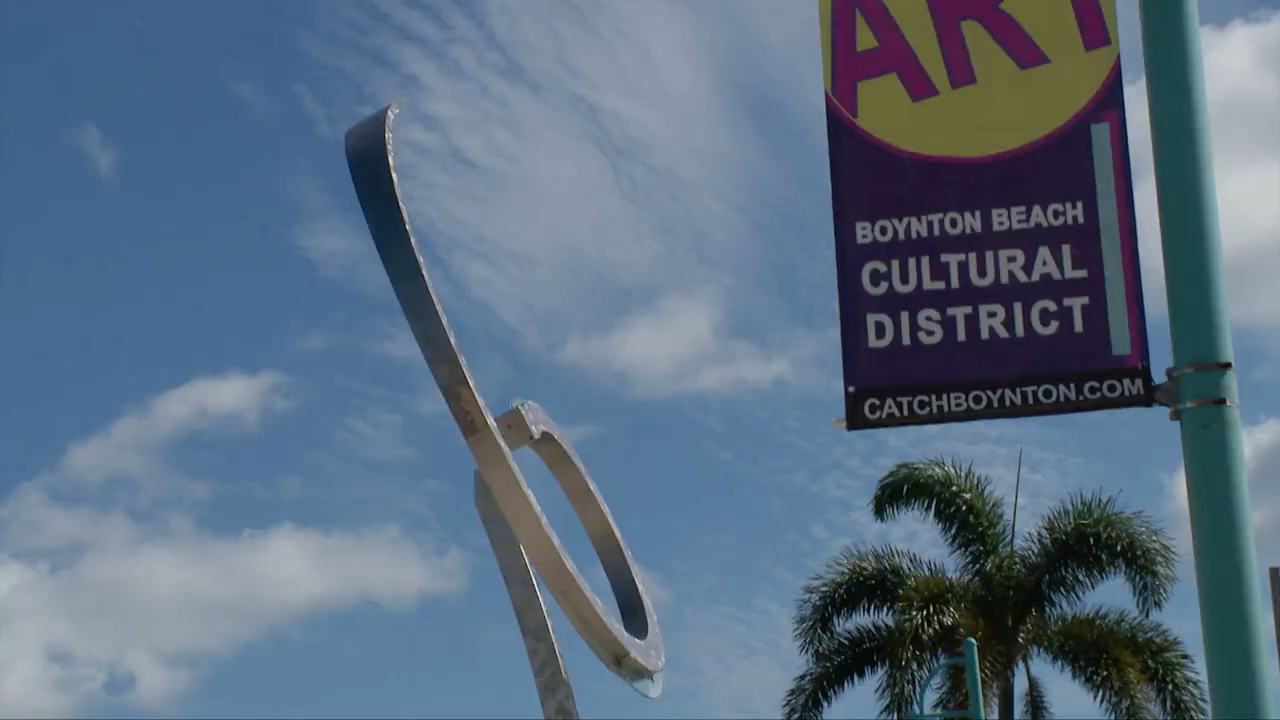 ART
BOYNTON BEACH
CULTURAL
DISTRICT
CATCHBOYNTON.COM